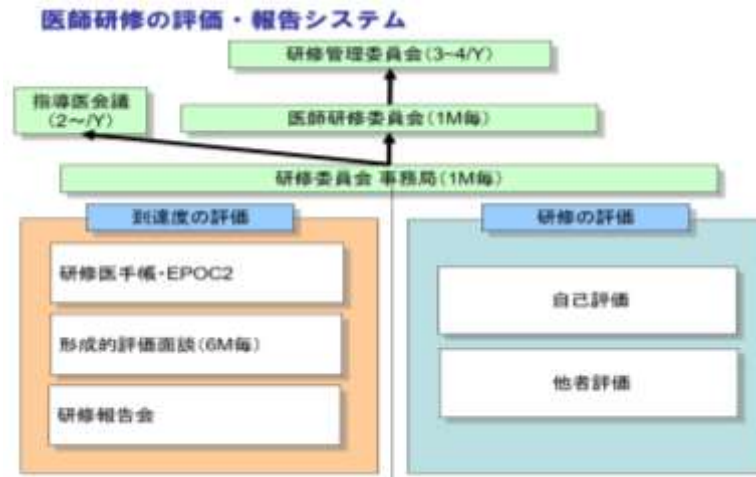 医師研修の評価・報告システム
研修管理委員会(3~4/Y)
指導医会議
(2～/Y)
医師研修委員会(1M毎)
研修委員会 事務局(1M毎)
到達度の評価
研修の評価
研修医手帳・EPOC2
形成的評価面談(6M毎)
研修報告会
自己評価
他者評価